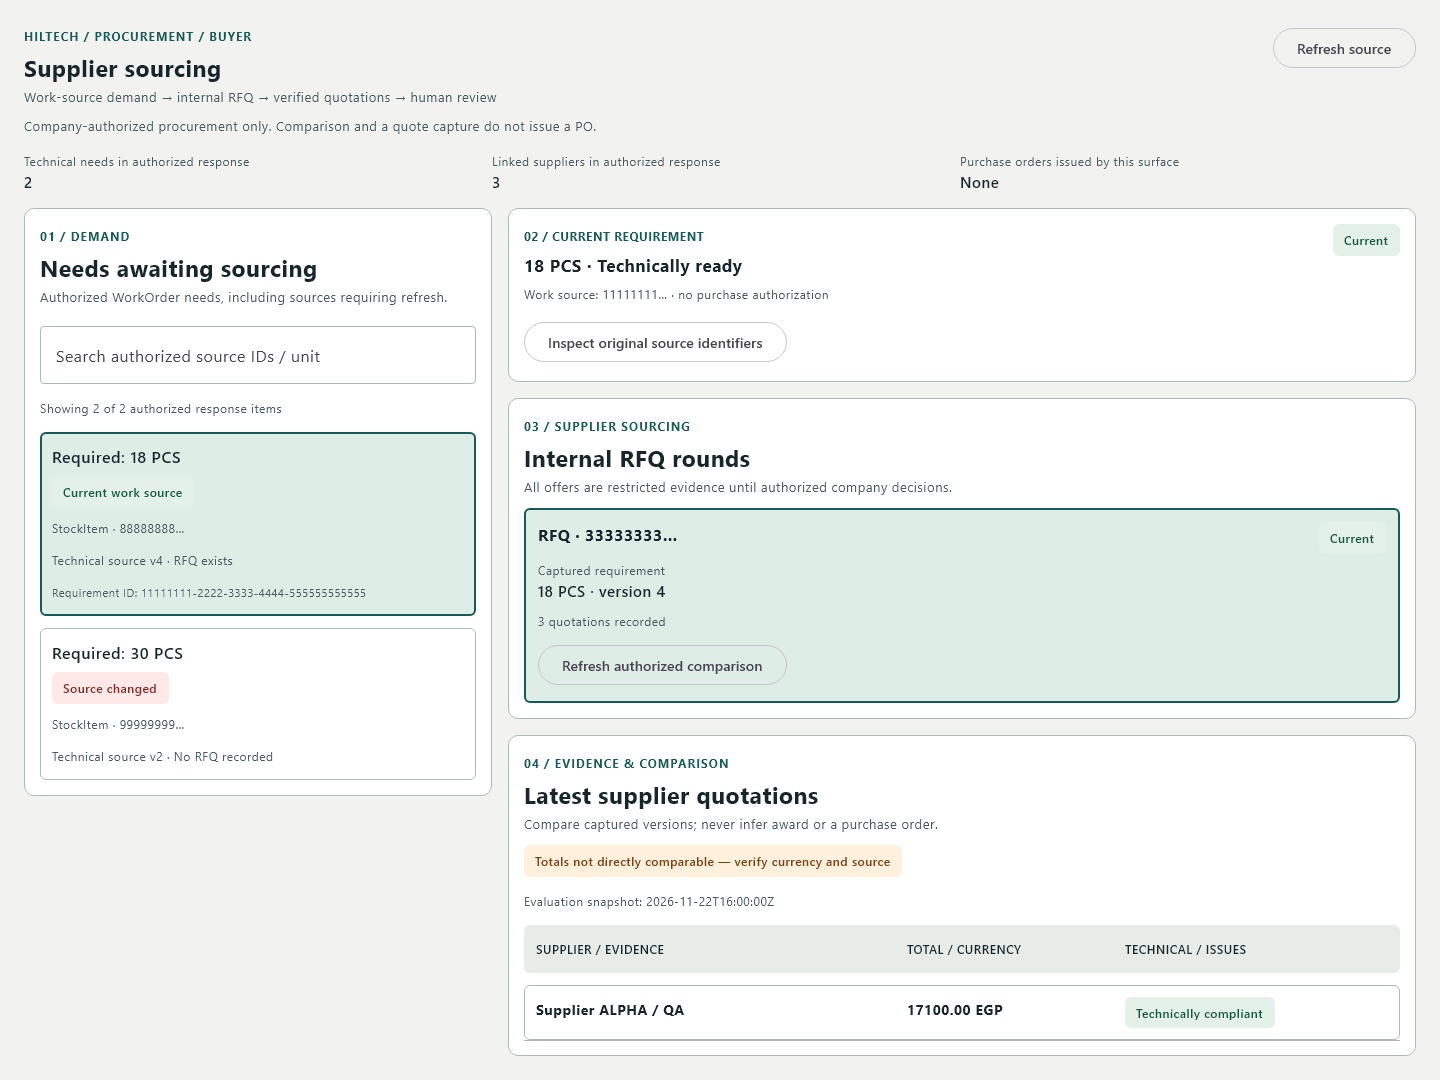 HILTECH / PROCUREMENT / BUYER
Supplier sourcing
Work-source demand → internal RFQ → verified quotations → human review
Company-authorized procurement only. Comparison and a quote capture do not issue a PO.
Refresh source
Technical needs in authorized response
2
Linked suppliers in authorized response
3
Purchase orders issued by this surface
None
01 / DEMAND
Needs awaiting sourcing
Authorized WorkOrder needs, including sources requiring refresh.
Search authorized source IDs / unit
Showing 2 of 2 authorized response items
Required: 18 PCS
Current work source
StockItem · 88888888...
Technical source v4 · RFQ exists
Requirement ID: 11111111-2222-3333-4444-555555555555
Required: 30 PCS
Source changed
StockItem · 99999999...
Technical source v2 · No RFQ recorded
02 / CURRENT REQUIREMENT
Current
18 PCS · Technically ready
Work source: 11111111... · no purchase authorization
Inspect original source identifiers
03 / SUPPLIER SOURCING
Internal RFQ rounds
All offers are restricted evidence until authorized company decisions.
RFQ · 33333333...
Current
Captured requirement
18 PCS · version 4
3 quotations recorded
Refresh authorized comparison
04 / EVIDENCE & COMPARISON
Latest supplier quotations
Compare captured versions; never infer award or a purchase order.
Totals not directly comparable — verify currency and source
Evaluation snapshot: 2026-11-22T16:00:00Z
SUPPLIER / EVIDENCE
TOTAL / CURRENCY
TECHNICAL / ISSUES
Supplier ALPHA / QA
17100.00 EGP
Technically compliant